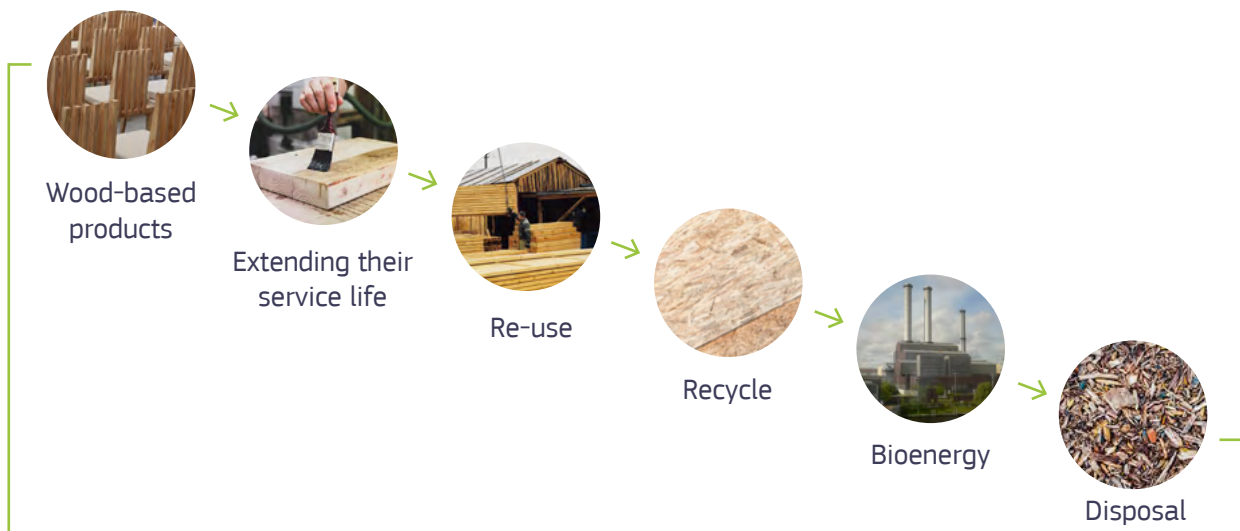 Wood-based
products
Extending their
service life
Re-use
Recycle
Bioenergy
Disposal